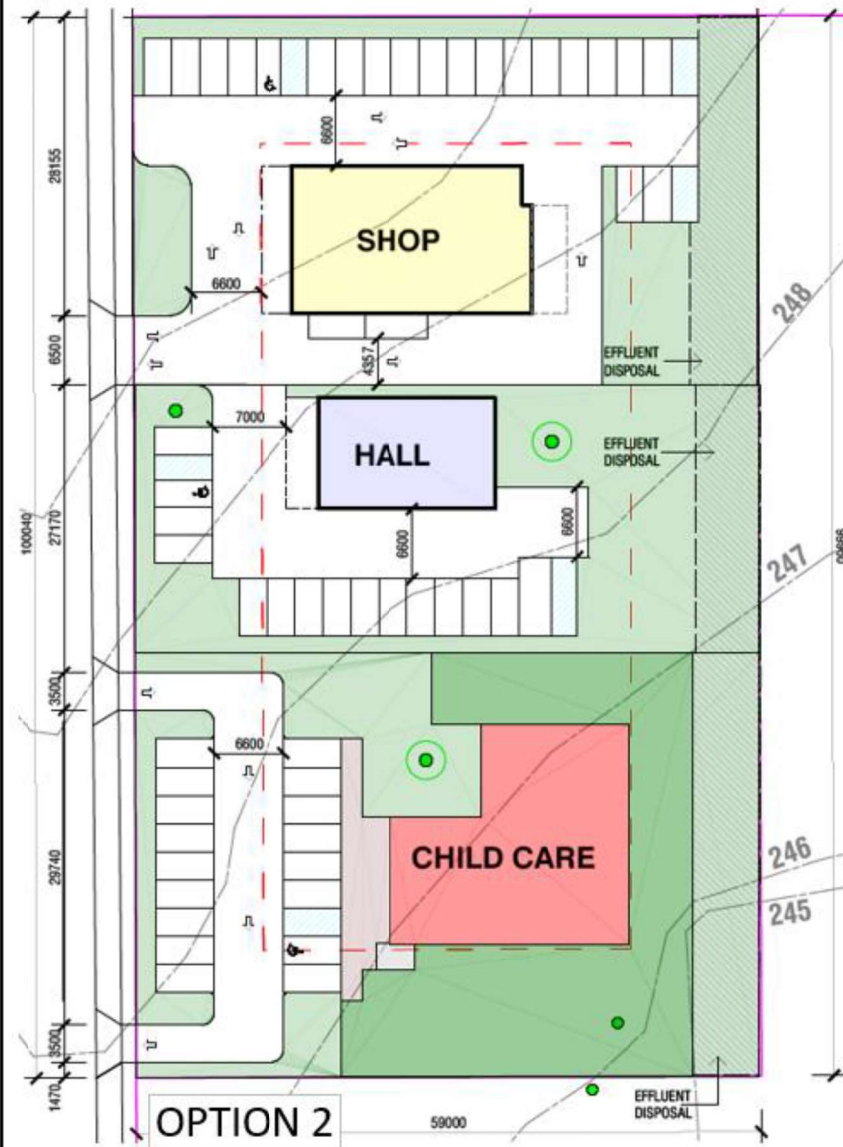 28155
6600
SHOP
6600
248
6500
4357
EFFLUENT
DISPOSAL
7000
HALL
EFFLUENT
DISPOSAL
100040
27170
6600
6600
247
3500
6600
29740
CHILD CARE
246
245
3500
1470
OPTION 2
59000
EFFLUENT
DISPOSAL